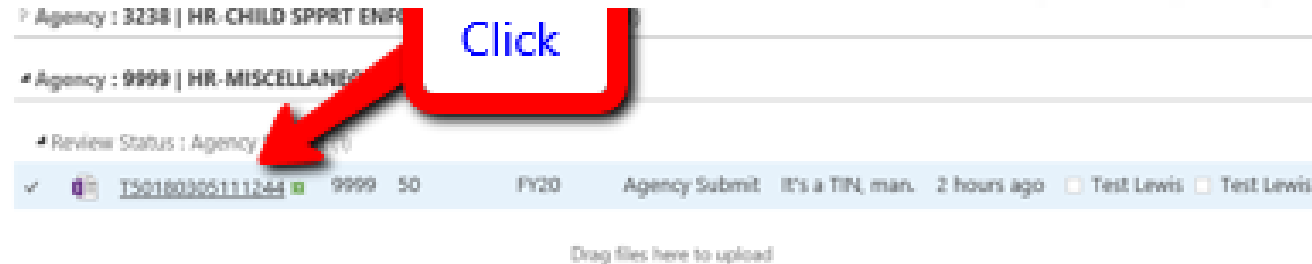 Agency : 3238 | HR-CHILD SPPRT
Click
Agency : 9999 | HR-MISCELLANE
Review Status : Agency
T50180305111244 9999 50 FY20 Agency Submit It's a TIN, man. 2 hours ago Test Lewis Test Lewis
Drag files here to upload